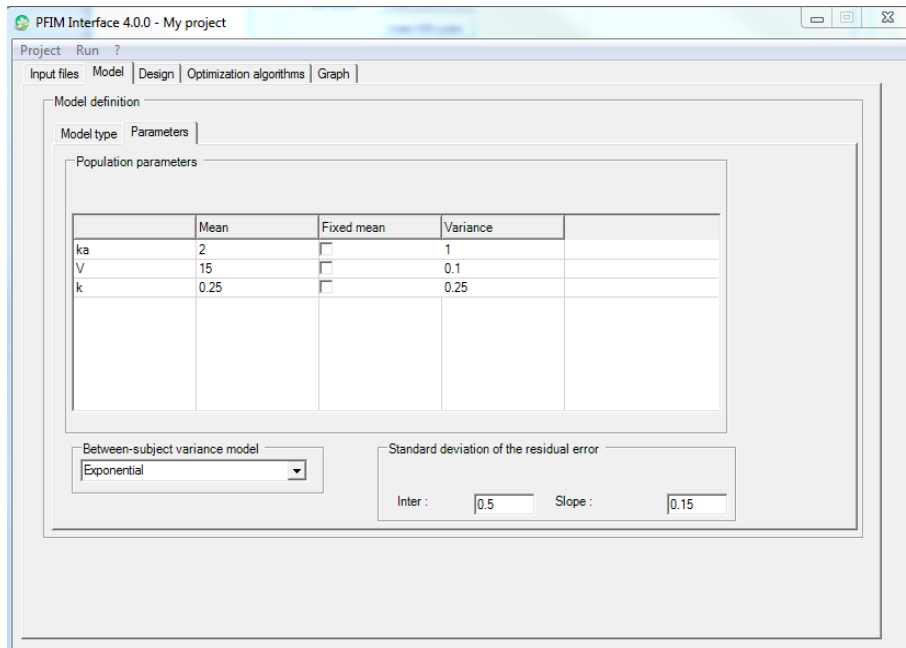 PFIM Interface 4.0.0 - My project
Project Run ?
Input files Model Design Optimization algorithms Graph
Model definition
Model type Parameters
Population parameters
Mean Fixed mean Variance
ka 2 1
V 15 0.1
k 0.25 0.25
Between-subject variance model
Exponential
Standard deviation of the residual error
Inter : 0.5 Slope : 0.15